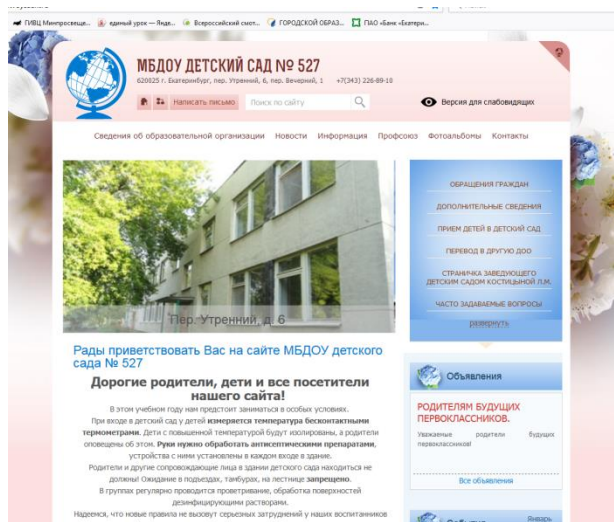 ГИВЦ Минпросвеще...
единый урок — Янде...
Всероссийский смот...
ГОРОДСКОЙ ОБРАЗ...
ПАО «Банк «Екатери...
МБДОУ ДЕТСКИЙ САД № 527
620025 г. Екатеринбург, пер. Утренний, 6, пер. Вечерний, 1 +7(343) 226-89-10
Написать письмо
Поиск по сайту
Версия для слабовидящих
Сведения об образовательной организации Новости Информация Профсоюз Фотоальбомы Контакты
Пер. Утренний, д. 6
ОБРАЩЕНИЯ ГРАЖДАН
ДОПОЛНИТЕЛЬНЫЕ СВЕДЕНИЯ
ПРИЕМ ДЕТЕЙ В ДЕТСКИЙ САД
ПЕРЕВОД В ДРУГУЮ ДОО
СТРАНИЧКА ЗАВЕДУЮЩЕГО
ДЕТСКИМ САДОМ КОСТИЦЫНОЙ Л.М.
ЧАСТО ЗАДАВАЕМЫЕ ВОПРОСЫ
развернуть
Рады приветствовать Вас на сайте МБДОУ детского
сада № 527
Дорогие родители, дети и все посетители
нашего сайта!
В этом учебном году нам предстоит заниматься в особых условиях.
При входе в детский сад у детей измеряется температура бесконтактными
термометрами. Дети с повышенной температурой будут изолированы, а родители
оповещены об этом. Руки нужно обработать антисептическими препаратами,
устройства с ними установлены в каждом входе в здание.
Родители и другие сопровождающие лица в здании детского сада находиться не
должны! Ожидание в подъездах, тамбурах, на лестнице запрещено.
В группах регулярно проводится проветривание, обработка поверхностей
дезинфицирующими растворами.
Надеемся, что новые правила не вызовут серьезных затруднений у наших воспитанников
Объявления
РОДИТЕЛЯМ БУДУЩИХ
ПЕРВОКЛАССНИКОВ.
Уважаемые родители будущих
первоклассников!
Все объявления
События
Январь